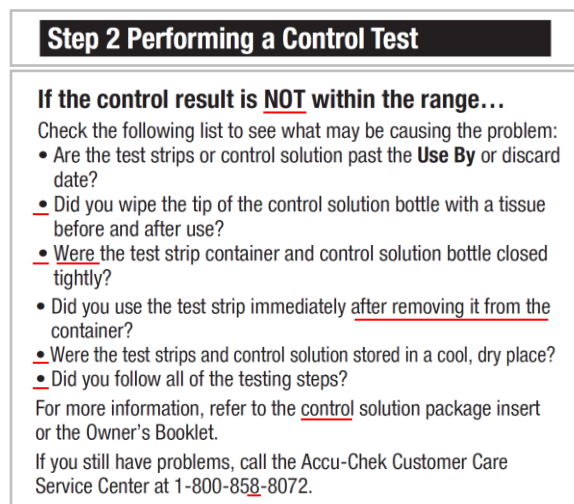 Step 2 Performing a Control Test
If the control result is NOT within the range…
Check the following list to see what may be causing the problem:
• Are the test strips or control solution past the Use By or discard
date?
• Did you wipe the tip of the control solution bottle with a tissue
before and after use?
• Were the test strip container and control solution bottle closed
tightly?
• Did you use the test strip immediately after removing it from the
container?
• Were the test strips and control solution stored in a cool, dry place?
• Did you follow all of the testing steps?
For more information, refer to the control solution package insert
or the Owner's Booklet.
If you still have problems, call the Accu-Chek Customer Care
Service Center at 1-800-858-8072.